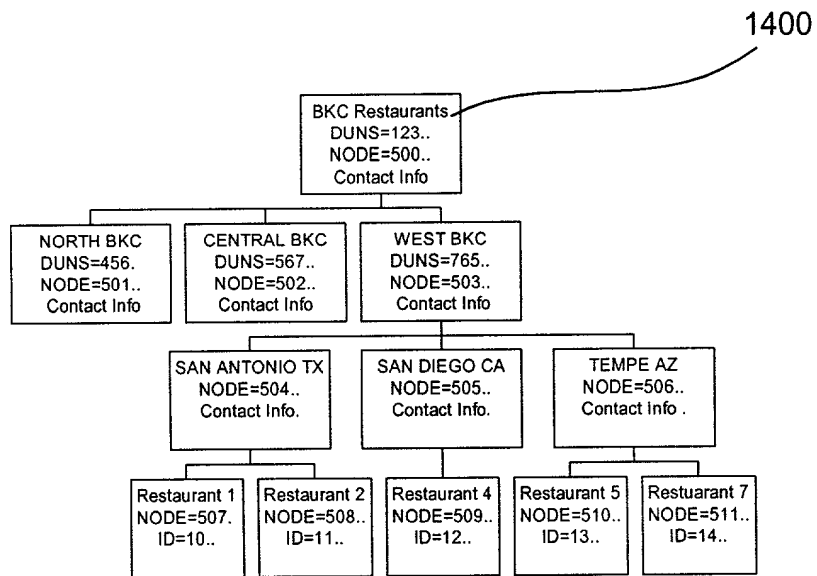 1400
BKC Restaurants
DUNS=123..
NODE=500..
Contact Info
NORTH BKC
DUNS=456.
NODE=501...
Contact Info
CENTRAL BKC
DUNS=567..
NODE=502...
Contact Info
WEST BKC
DUNS=765..
NODE=503...
Contact Info
SAN ANTONIO TX
NODE=504..
Contact Info.
SAN DIEGO CA
NODE=505..
Contact Info.
TEMPE AZ
NODE=506..
Contact Info .
Restaurant 1
NODE=507.
ID=10..
Restaurant 2
NODE=508..
ID=11..
Restaurant 4
NODE=509..
ID=12..
Restaurant 5
NODE=510..
ID=13..
Restuarant 7
NODE=511..
ID=14..